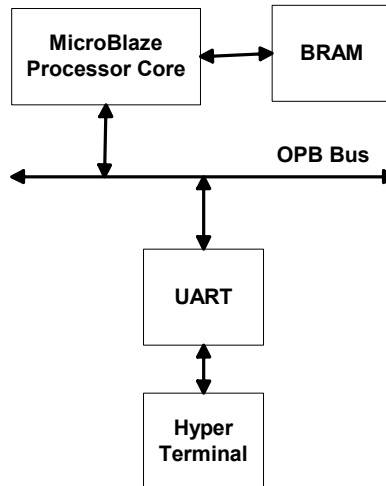 MicroBlaze
Processor Core
BRAM
OPB Bus
UART
Hyper
Terminal